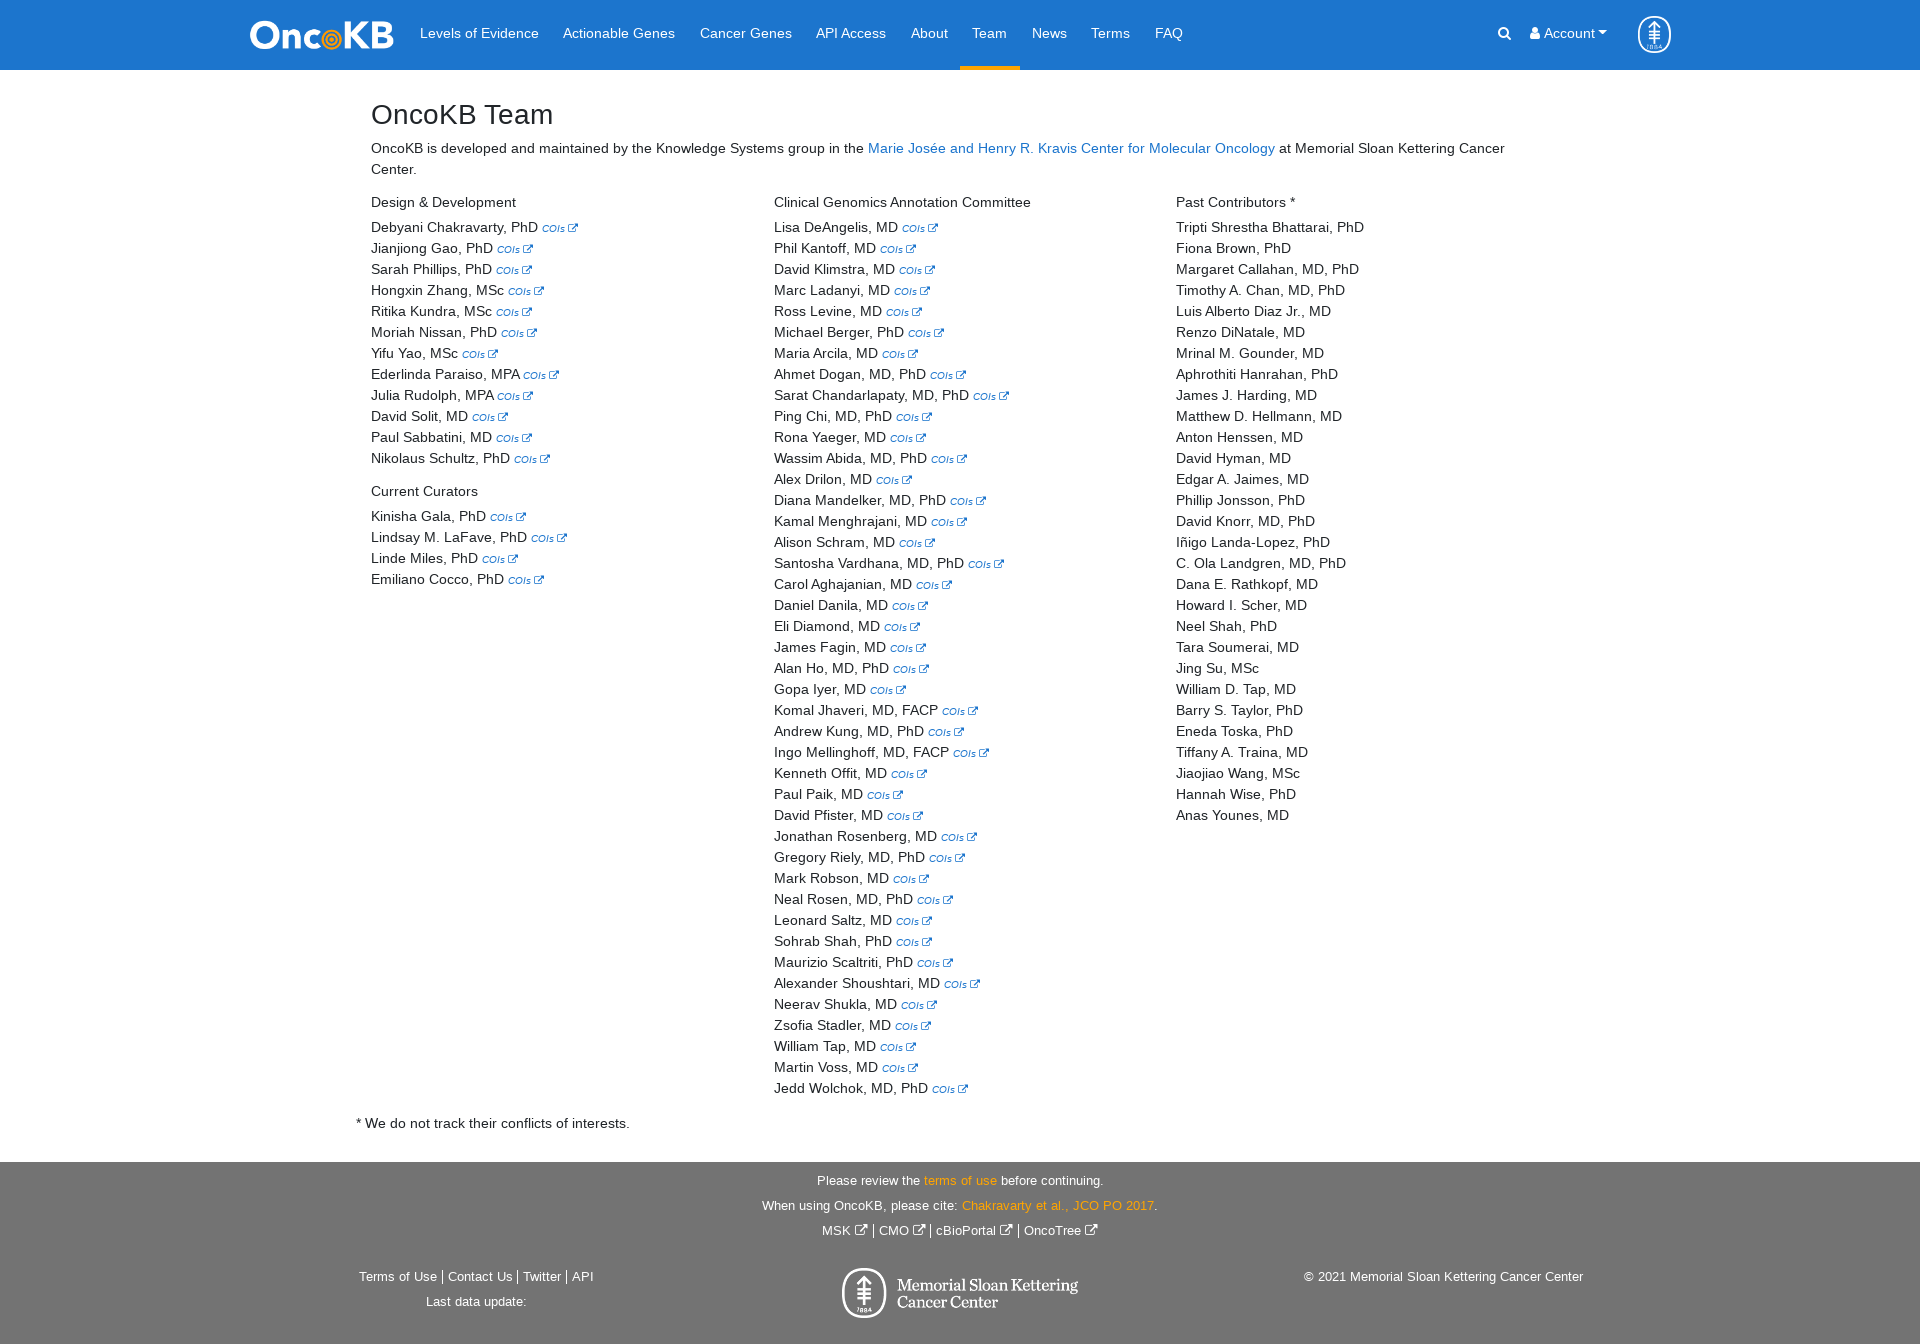 OncoKB Levels of Evidence Actionable Genes Cancer Genes API Access About Team News Terms FAQ Account
OncoKB Team
OncoKB is developed and maintained by the Knowledge Systems group in the Marie Josée and Henry R. Kravis Center for Molecular Oncology at Memorial Sloan Kettering Cancer
Center.
Design & Development
Debyani Chakravarty, PhD COIs
Jianjiong Gao, PhD COIs
Sarah Phillips, PhD COIs
Hongxin Zhang, MSc COIs
Ritika Kundra, MSc COIs
Moriah Nissan, PhD COIs
Yifu Yao, MSc COIs
Ederlinda Paraiso, MPA COIs
Julia Rudolph, MPA COIs
David Solit, MD COIs
Paul Sabbatini, MD COIs
Nikolaus Schultz, PhD COIs
Current Curators
Kinisha Gala, PhD COIs
Lindsay M. LaFave, PhD COIs
Linde Miles, PhD COIs
Emiliano Cocco, PhD COIs
Clinical Genomics Annotation Committee
Lisa DeAngelis, MD COIs
Phil Kantoff, MD COIs
David Klimstra, MD COIs
Marc Ladanyi, MD COIs
Ross Levine, MD COIs
Michael Berger, PhD COIs
Maria Arcila, MD COIs
Ahmet Dogan, MD, PhD COIs
Sarat Chandarlapaty, MD, PhD COIs
Ping Chi, MD, PhD COIs
Rona Yaeger, MD COIs
Wassim Abida, MD, PhD COIs
Alex Drilon, MD COIs
Diana Mandelker, MD, PhD COIs
Kamal Menghrajani, MD COIs
Alison Schram, MD COIs
Santosha Vardhana, MD, PhD COIs
Carol Aghajanian, MD COIs
Daniel Danila, MD COIs
Eli Diamond, MD COIs
James Fagin, MD COIs
Alan Ho, MD, PhD COIs
Gopa Iyer, MD COIs
Komal Jhaveri, MD, FACP COIs
Andrew Kung, MD, PhD COIs
Ingo Mellinghoff, MD, FACP COIs
Kenneth Offit, MD COIs
Paul Paik, MD COIs
David Pfister, MD COIs
Jonathan Rosenberg, MD COIs
Gregory Riely, MD, PhD COIs
Mark Robson, MD COIs
Neal Rosen, MD, PhD COIs
Leonard Saltz, MD COIs
Sohrab Shah, PhD COIs
Maurizio Scaltriti, PhD COIs
Alexander Shoushtari, MD COIs
Neerav Shukla, MD COIs
Zsofia Stadler, MD COIs
William Tap, MD COIs
Martin Voss, MD COIs
Jedd Wolchok, MD, PhD COIs
Past Contributors *
Tripti Shrestha Bhattarai, PhD
Fiona Brown, PhD
Margaret Callahan, MD, PhD
Timothy A. Chan, MD, PhD
Luis Alberto Diaz Jr., MD
Renzo DiNatale, MD
Mrinal M. Gounder, MD
Aphrothiti Hanrahan, PhD
James J. Harding, MD
Matthew D. Hellmann, MD
Anton Henssen, MD
David Hyman, MD
Edgar A. Jaimes, MD
Phillip Jonsson, PhD
David Knorr, MD, PhD
Iñigo Landa-Lopez, PhD
C. Ola Landgren, MD, PhD
Dana E. Rathkopf, MD
Howard I. Scher, MD
Neel Shah, PhD
Tara Soumerai, MD
Jing Su, MSc
William D. Tap, MD
Barry S. Taylor, PhD
Eneda Toska, PhD
Tiffany A. Traina, MD
Jiaojiao Wang, MSc
Hannah Wise, PhD
Anas Younes, MD
* We do not track their conflicts of interests.
Please review the terms of use before continuing.
When using OncoKB, please cite: Chakravarty et al., JCO PO 2017.
MSK | CMO | cBioPortal | OncoTree
Terms of Use | Contact Us | Twitter | API
Last data update:
1884
Memorial Sloan Kettering
Cancer Center
© 2021 Memorial Sloan Kettering Cancer Center